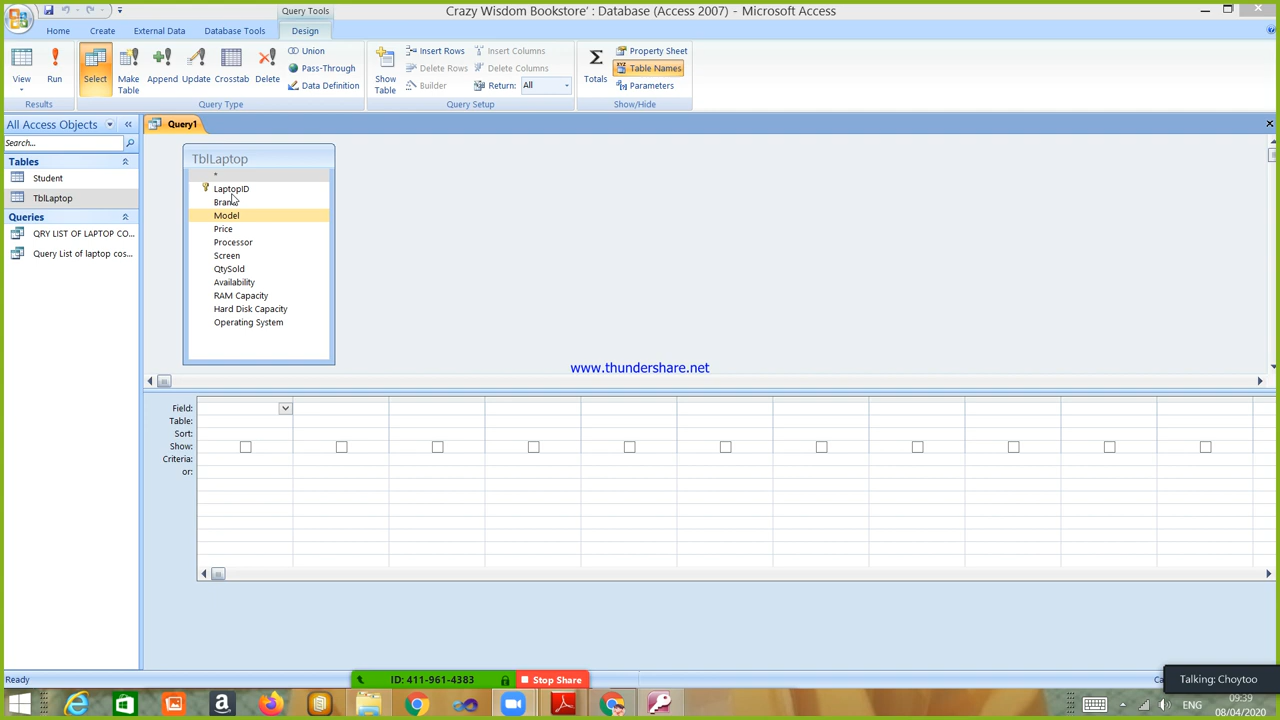 Query Tools
Crazy Wisdom Bookstore' : Database (Access 2007) - Microsoft Access
Home Create External Data Database Tools Design
View
Run
Results
Select
Make Table
Append
Update
Crosstab
Delete
Union
Pass-Through
Data Definition
Query Type
Show Table
Insert Rows
Delete Rows
Builder
Insert Columns
Delete Columns
Return: All
Query Setup
Totals
Property Sheet
Table Names
Parameters
Show/Hide
All Access Objects
Search...
Tables
Student
TblLaptop
Queries
QRY LIST OF LAPTOP CO...
Query List of laptop cos...
Query1
TblLaptop
*
LaptopID
Brand
Model
Price
Processor
Screen
QtySold
Availability
RAM Capacity
Hard Disk Capacity
Operating System
www.thundershare.net
Field:
Table:
Sort:
Show:
Criteria:
or:
Ready
ID: 411-961-4383
Stop Share
Talking: Choytoo
ENG
09:39
08/04/2020